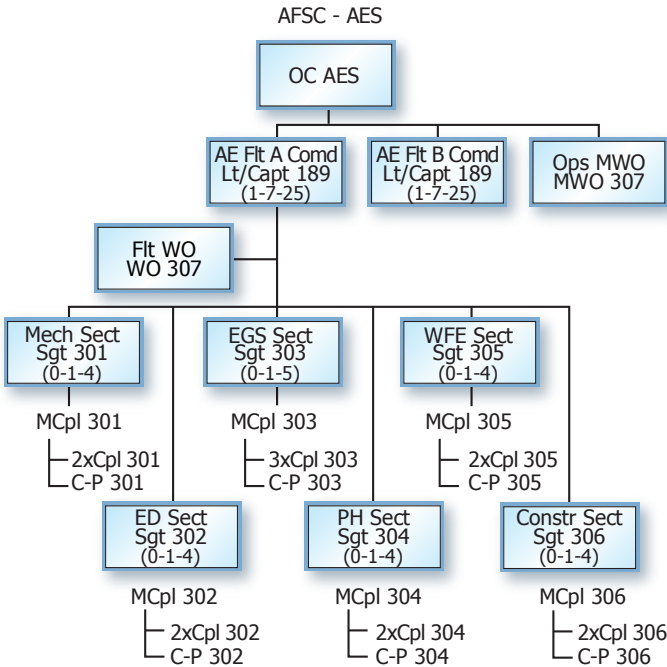 AFSC - AES
OC AES
AE Flt A Comd
Lt/Capt 189
(1-7-25)
AE Flt B Comd
Lt/Capt 189
(1-7-25)
Ops MWO
MWO 307
Flt WO
WO 307
Mech Sect
Sgt 301
(0-1-4)
MCpl 301
2xCpl 301
C-P 301
EGS Sect
Sgt 303
(0-1-5)
MCpl 303
3xCpl 303
C-P 303
WFE Sect
Sgt 305
(0-1-4)
MCpl 305
2xCpl 305
C-P 305
ED Sect
Sgt 302
(0-1-4)
MCpl 302
2xCpl 302
C-P 302
PH Sect
Sgt 304
(0-1-4)
MCpl 304
2xCpl 304
C-P 304
Constr Sect
Sgt 306
(0-1-4)
MCpl 306
2xCpl 306
C-P 306